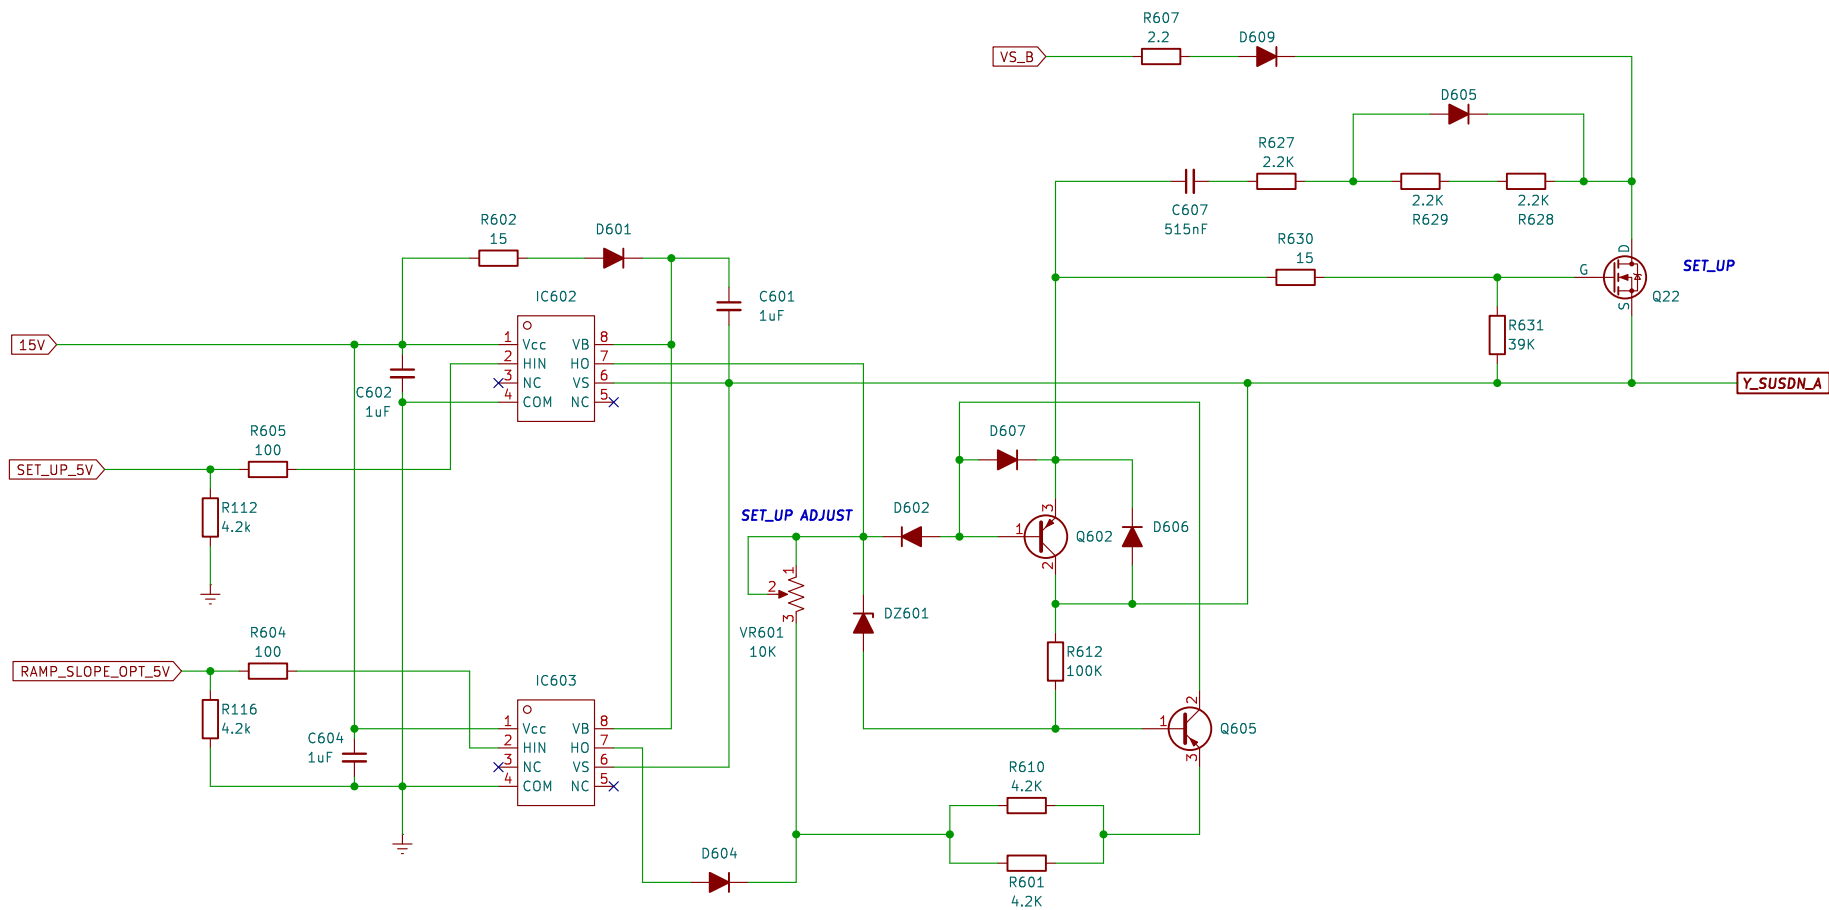 R607
2.2
D609
VS_B
D605
R627
2.2K
C607
515nF
2.2K
R629
2.2K
R628
R602
15
D601
R630
15
D
G
S
SET_UP
Q22
IC602
C601
1uF
R631
39K
15V
1 Vcc VB 8
2 HIN HO 7
3 NC VS 6
4 COM NC 5
C602
1uF
Y_SUSDN_A
R605
100
SET_UP_5V
R112
4.2k
D607
SET_UP ADJUST
D602
3
1
2
Q602
D606
1
2
3
VR601
10K
DZ601
R612
100K
R604
100
RAMP_SLOPE_OPT_5V
R116
4.2k
IC603
C604
1uF
1 Vcc VB 8
2 HIN HO 7
3 NC VS 6
4 COM NC 5
2
1
3
Q605
R610
4.2K
D604
R601
4.2K